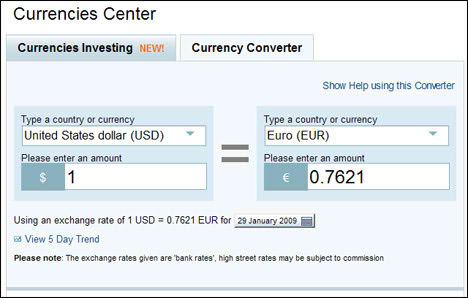 Currencies Center
Currencies Investing NEW! Currency Converter
Show Help using this Converter
Type a country or currency Type a country or currency
United States dollar (USD) Euro (EUR)
Please enter an amount Please enter an amount
$ 1 = € 0.7621
Using an exchange rate of 1 USD = 0.7621 EUR for 29 January 2009
View 5 Day Trend
Please note: The exchange rates given are 'bank rates', high street rates may be subject to commission